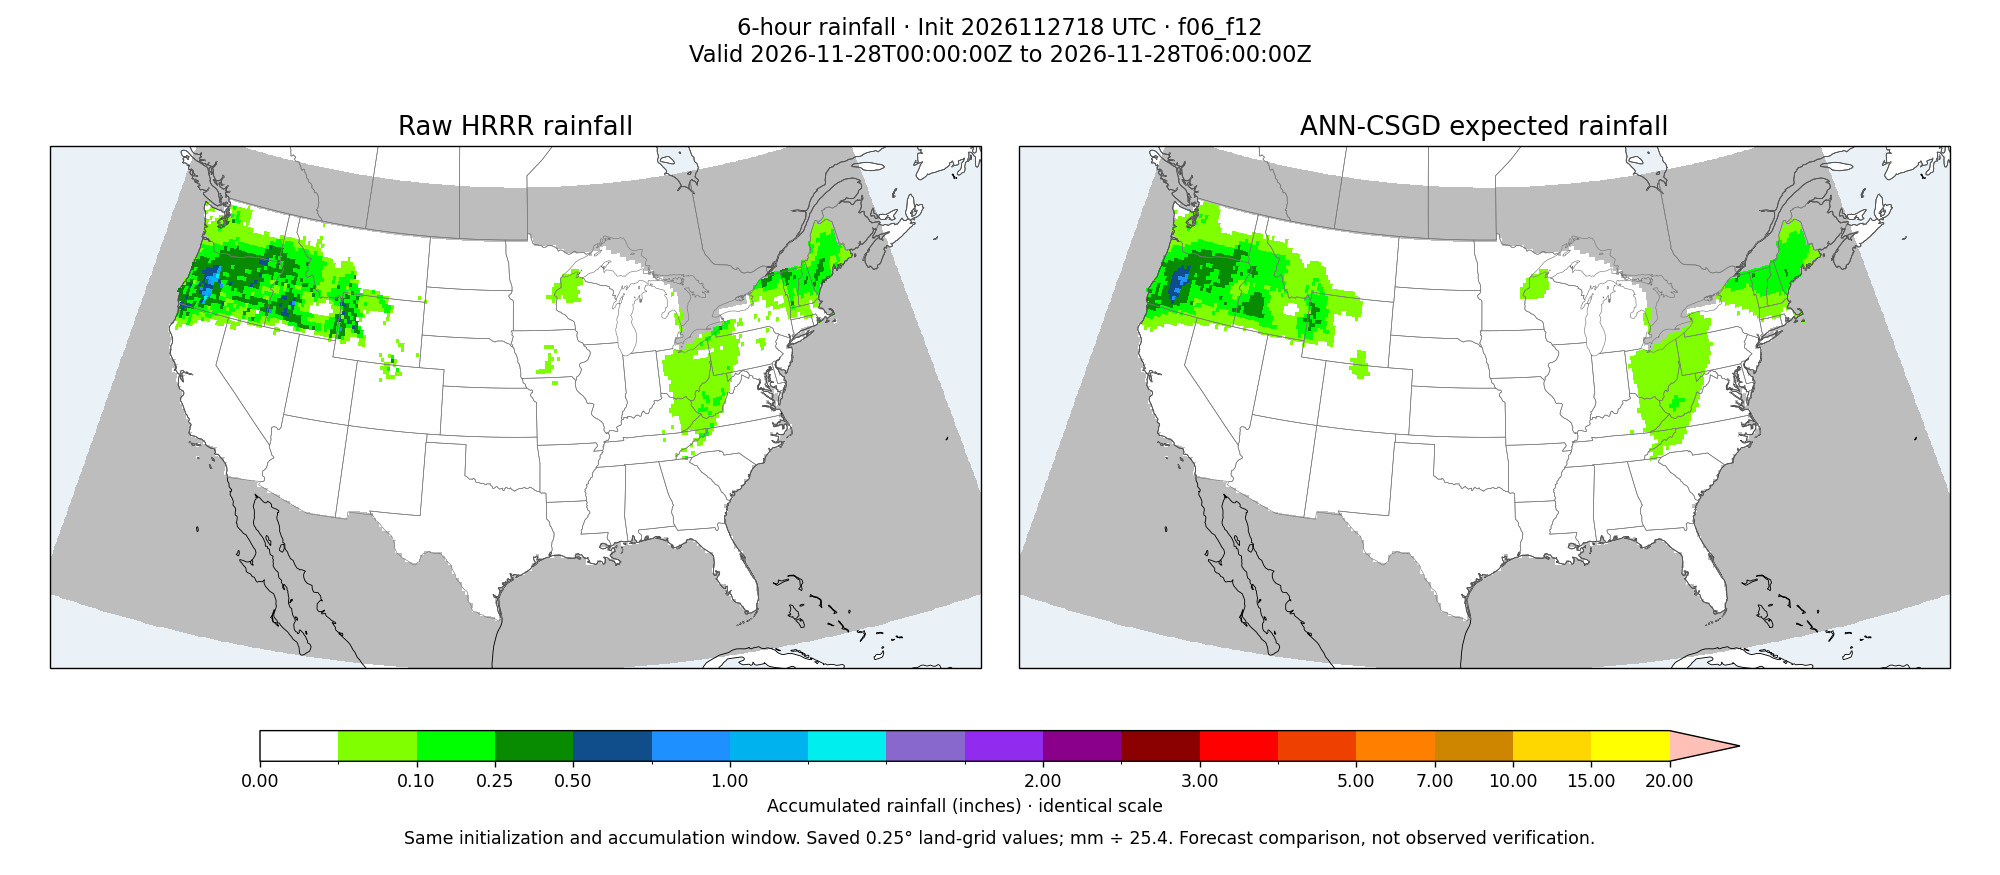 6-hour rainfall · Init 2026112718 UTC · f06_f12
Valid 2026-11-28T00:00:00Z to 2026-11-28T06:00:00Z
Raw HRRR rainfall
ANN-CSGD expected rainfall
0.00 0.10 0.25 0.50 1.00 2.00 3.00 5.00 7.00 10.00 15.00 20.00
Accumulated rainfall (inches) · identical scale
Same initialization and accumulation window. Saved 0.25° land-grid values; mm ÷ 25.4. Forecast comparison, not observed verification.